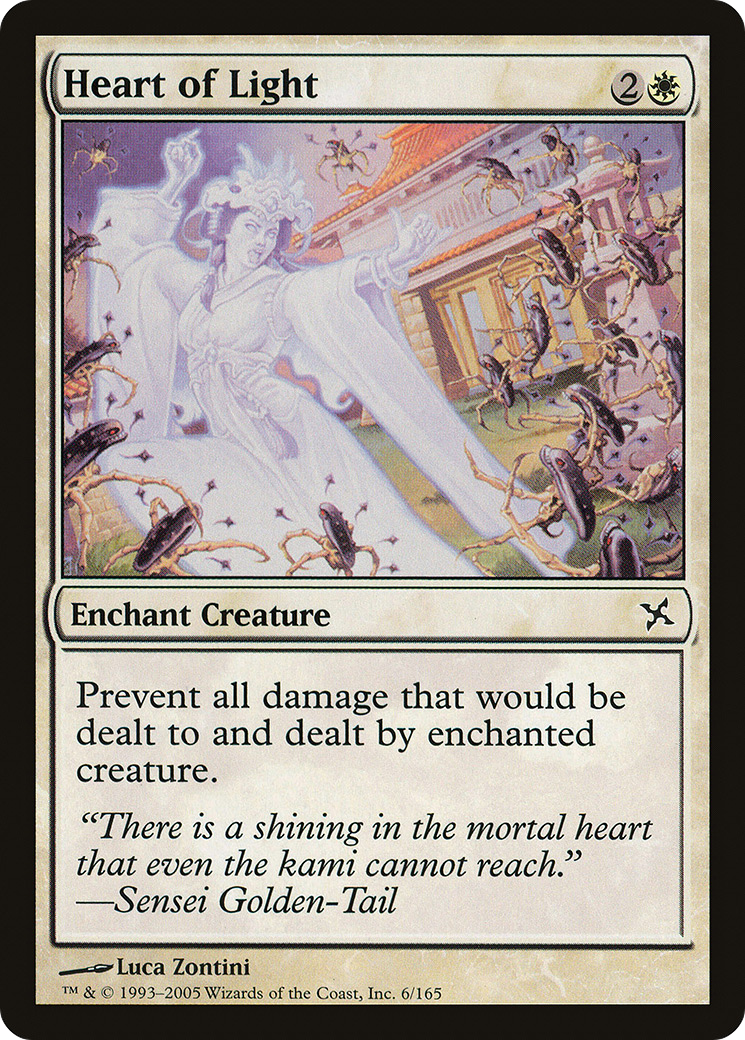 Heart of Light 2
Enchant Creature
Prevent all damage that would be
dealt to and dealt by enchanted
creature.
“There is a shining in the mortal heart
that even the kami cannot reach.”
—Sensei Golden-Tail
Luca Zontini
™ & © 1993–2005 Wizards of the Coast, Inc. 6/165